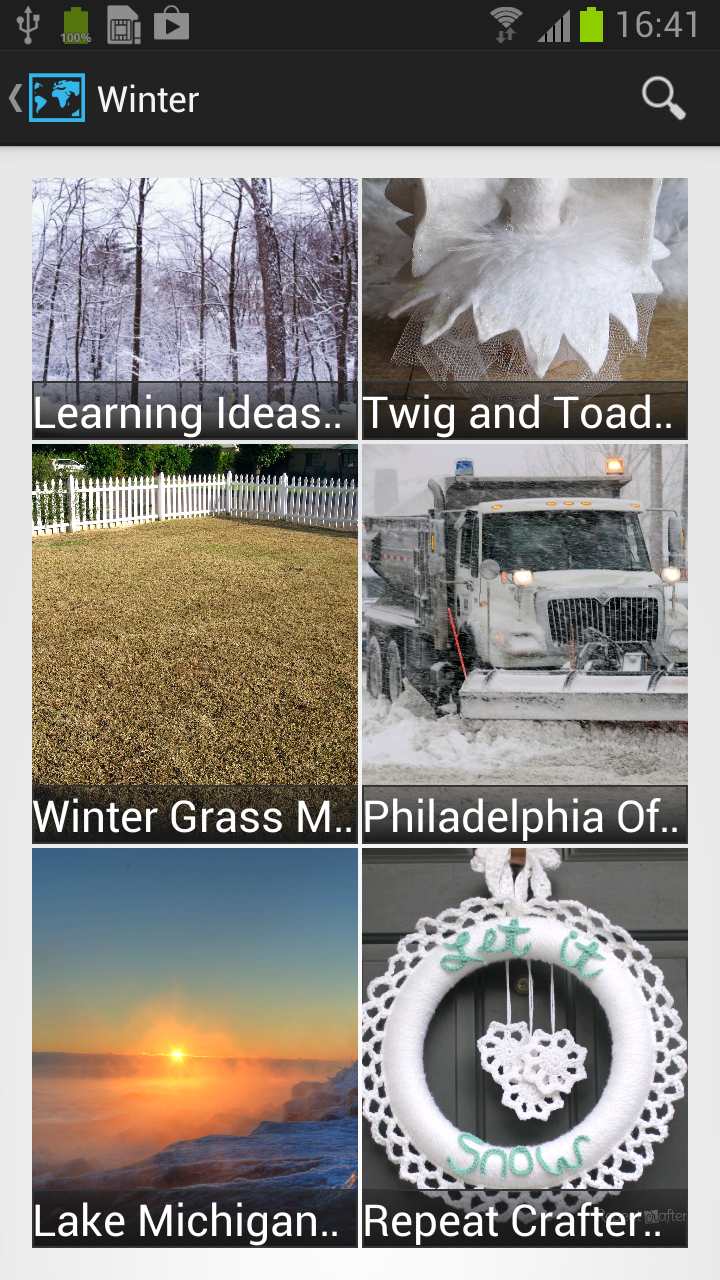 100%
16:41
Winter
Learning Ideas..
Twig and Toad..
Winter Grass M..
Philadelphia Of..
Let it
Snow
Lake Michigan..
Repeat Crafter..